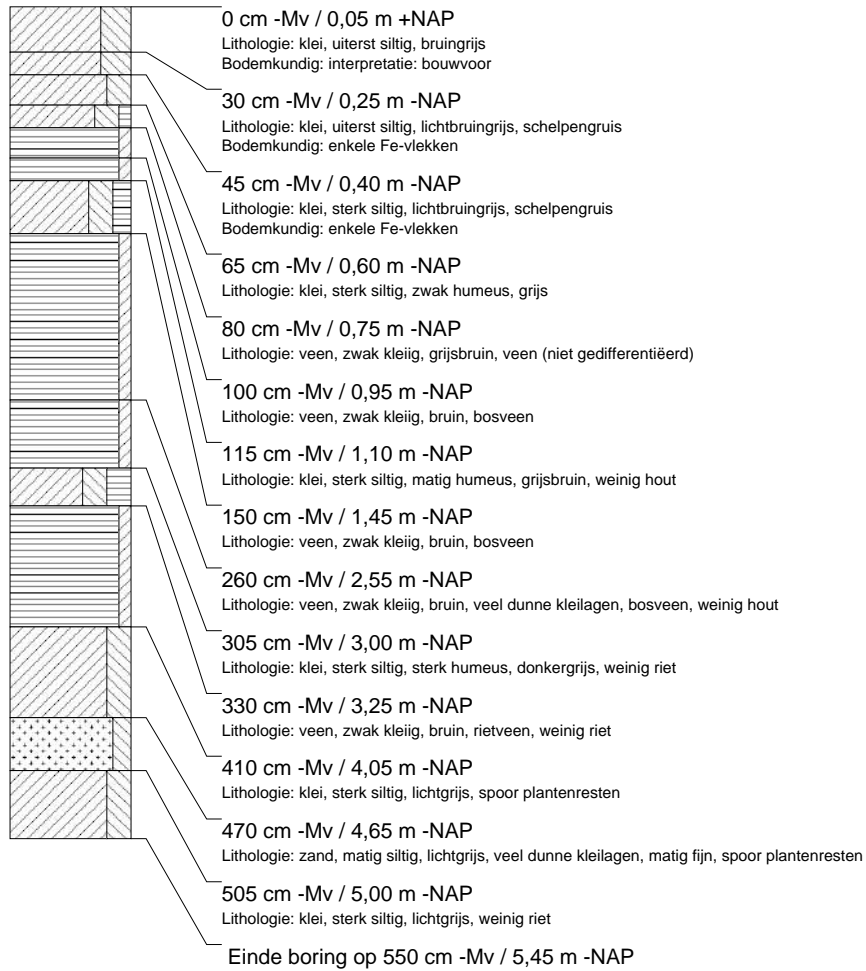 0 cm -Mv / 0,05 m +NAP
Lithologie: klei, uiterst siltig, bruingrijs
Bodemkundig: interpretatie: bouwvoor
30 cm -Mv / 0,25 m -NAP
Lithologie: klei, uiterst siltig, lichtbruingrijs, schelpengruis
Bodemkundig: enkele Fe-vlekken
45 cm -Mv / 0,40 m -NAP
Lithologie: klei, sterk siltig, lichtbruingrijs, schelpengruis
Bodemkundig: enkele Fe-vlekken
65 cm -Mv / 0,60 m -NAP
Lithologie: klei, sterk siltig, zwak humeus, grijs
80 cm -Mv / 0,75 m -NAP
Lithologie: veen, zwak kleiig, grijsbruin, veen (niet gedifferentiëerd)
100 cm -Mv / 0,95 m -NAP
Lithologie: veen, zwak kleiig, bruin, bosveen
115 cm -Mv / 1,10 m -NAP
Lithologie: klei, sterk siltig, matig humeus, grijsbruin, weinig hout
150 cm -Mv / 1,45 m -NAP
Lithologie: veen, zwak kleiig, bruin, bosveen
260 cm -Mv / 2,55 m -NAP
Lithologie: veen, zwak kleiig, bruin, veel dunne kleilagen, bosveen, weinig hout
305 cm -Mv / 3,00 m -NAP
Lithologie: klei, sterk siltig, sterk humeus, donkergrijs, weinig riet
330 cm -Mv / 3,25 m -NAP
Lithologie: veen, zwak kleiig, bruin, rietveen, weinig riet
410 cm -Mv / 4,05 m -NAP
Lithologie: klei, sterk siltig, lichtgrijs, spoor plantenresten
470 cm -Mv / 4,65 m -NAP
Lithologie: zand, matig siltig, lichtgrijs, veel dunne kleilagen, matig fijn, spoor plantenresten
505 cm -Mv / 5,00 m -NAP
Lithologie: klei, sterk siltig, lichtgrijs, weinig riet
Einde boring op 550 cm -Mv / 5,45 m -NAP